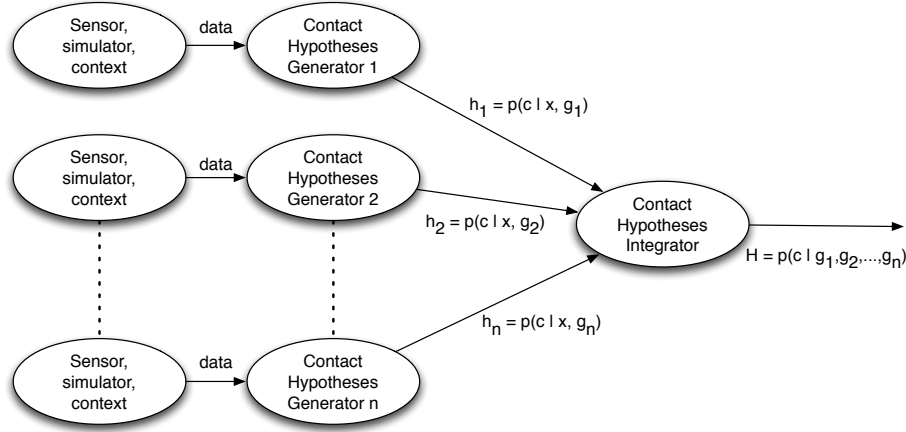 Sensor,
simulator,
context
data
Contact
Hypotheses
Generator 1
h1 = p(c | x, g1)
Sensor,
simulator,
context
data
Contact
Hypotheses
Generator 2
h2 = p(c | x, g2)
Contact
Hypotheses
Integrator
H = p(c | g1,g2,...,gn)
Sensor,
simulator,
context
data
Contact
Hypotheses
Generator n
hn = p(c | x, gn)